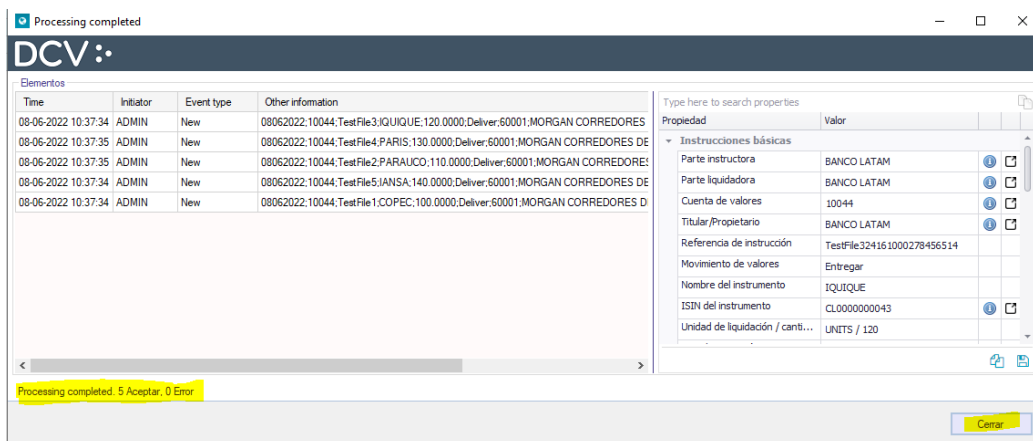 Processing completed
DCV
Elementos
Time Initiator Event type Other information
08-06-2022 10:37:34 ADMIN New 08062022;10044;TestFile3;IQUIQUE;120.0000;Deliver;60001;MORGAN CORREDORES
08-06-2022 10:37:35 ADMIN New 08062022;10044;TestFile4;PARIS;130.0000;Deliver;60001;MORGAN CORREDORES DE
08-06-2022 10:37:35 ADMIN New 08062022;10044;TestFile2;PARAUCO;110.0000;Deliver;60001;MORGAN CORREDORES
08-06-2022 10:37:34 ADMIN New 08062022;10044;TestFile5;IANSA;140.0000;Deliver;60001;MORGAN CORREDORES DE
08-06-2022 10:37:34 ADMIN New 08062022;10044;TestFile1;COPEC;100.0000;Deliver;60001;MORGAN CORREDORES D
Type here to search properties
Propiedad Valor
Instrucciones básicas
Parte instructora BANCO LATAM
Parte liquidadora BANCO LATAM
Cuenta de valores 10044
Titular/Propietario BANCO LATAM
Referencia de instrucción TestFile324161000278456514
Movimiento de valores Entregar
Nombre del instrumento IQUIQUE
ISIN del instrumento CL0000000043
Unidad de liquidación / canti... UNITS / 120
Processing completed. 5 Aceptar, 0 Error
Cerrar